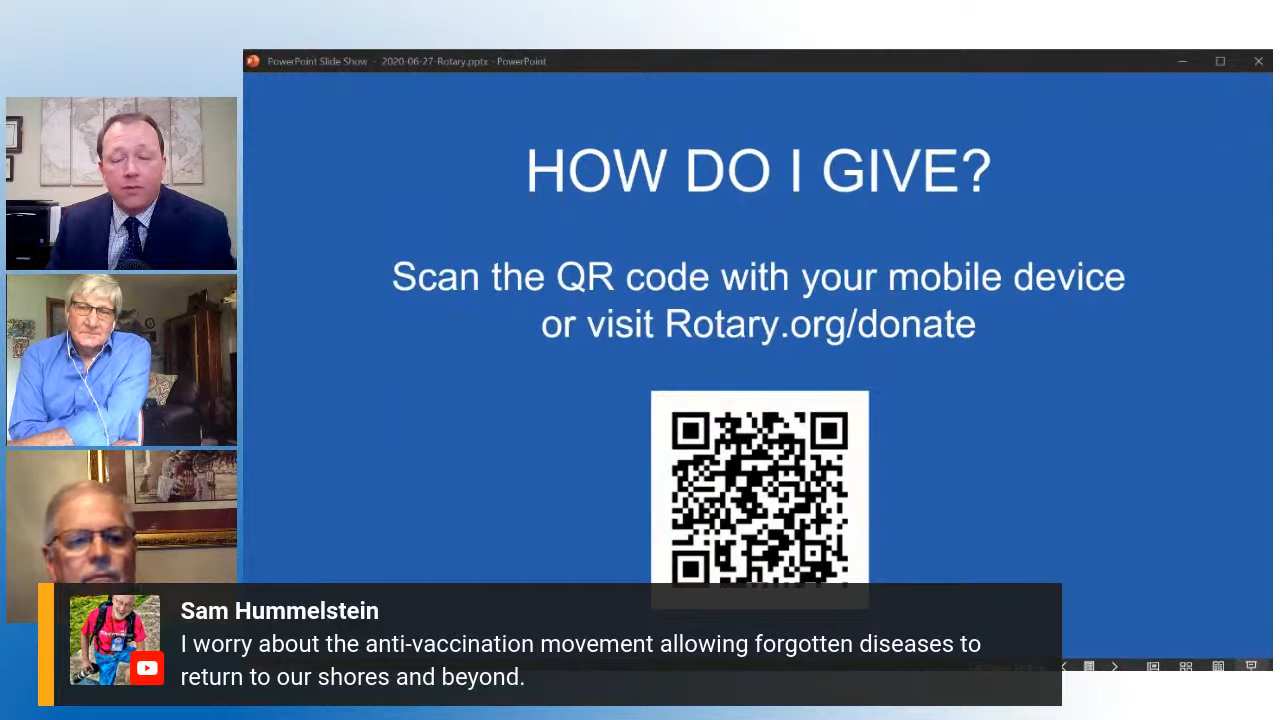 PowerPoint Slide Show - 2020-06-27-Rotary.pptx - PowerPoint
HOW DO I GIVE?
Scan the QR code with your mobile device
or visit Rotary.org/donate
Sam Hummelstein
I worry about the anti-vaccination movement allowing forgotten diseases to
return to our shores and beyond.